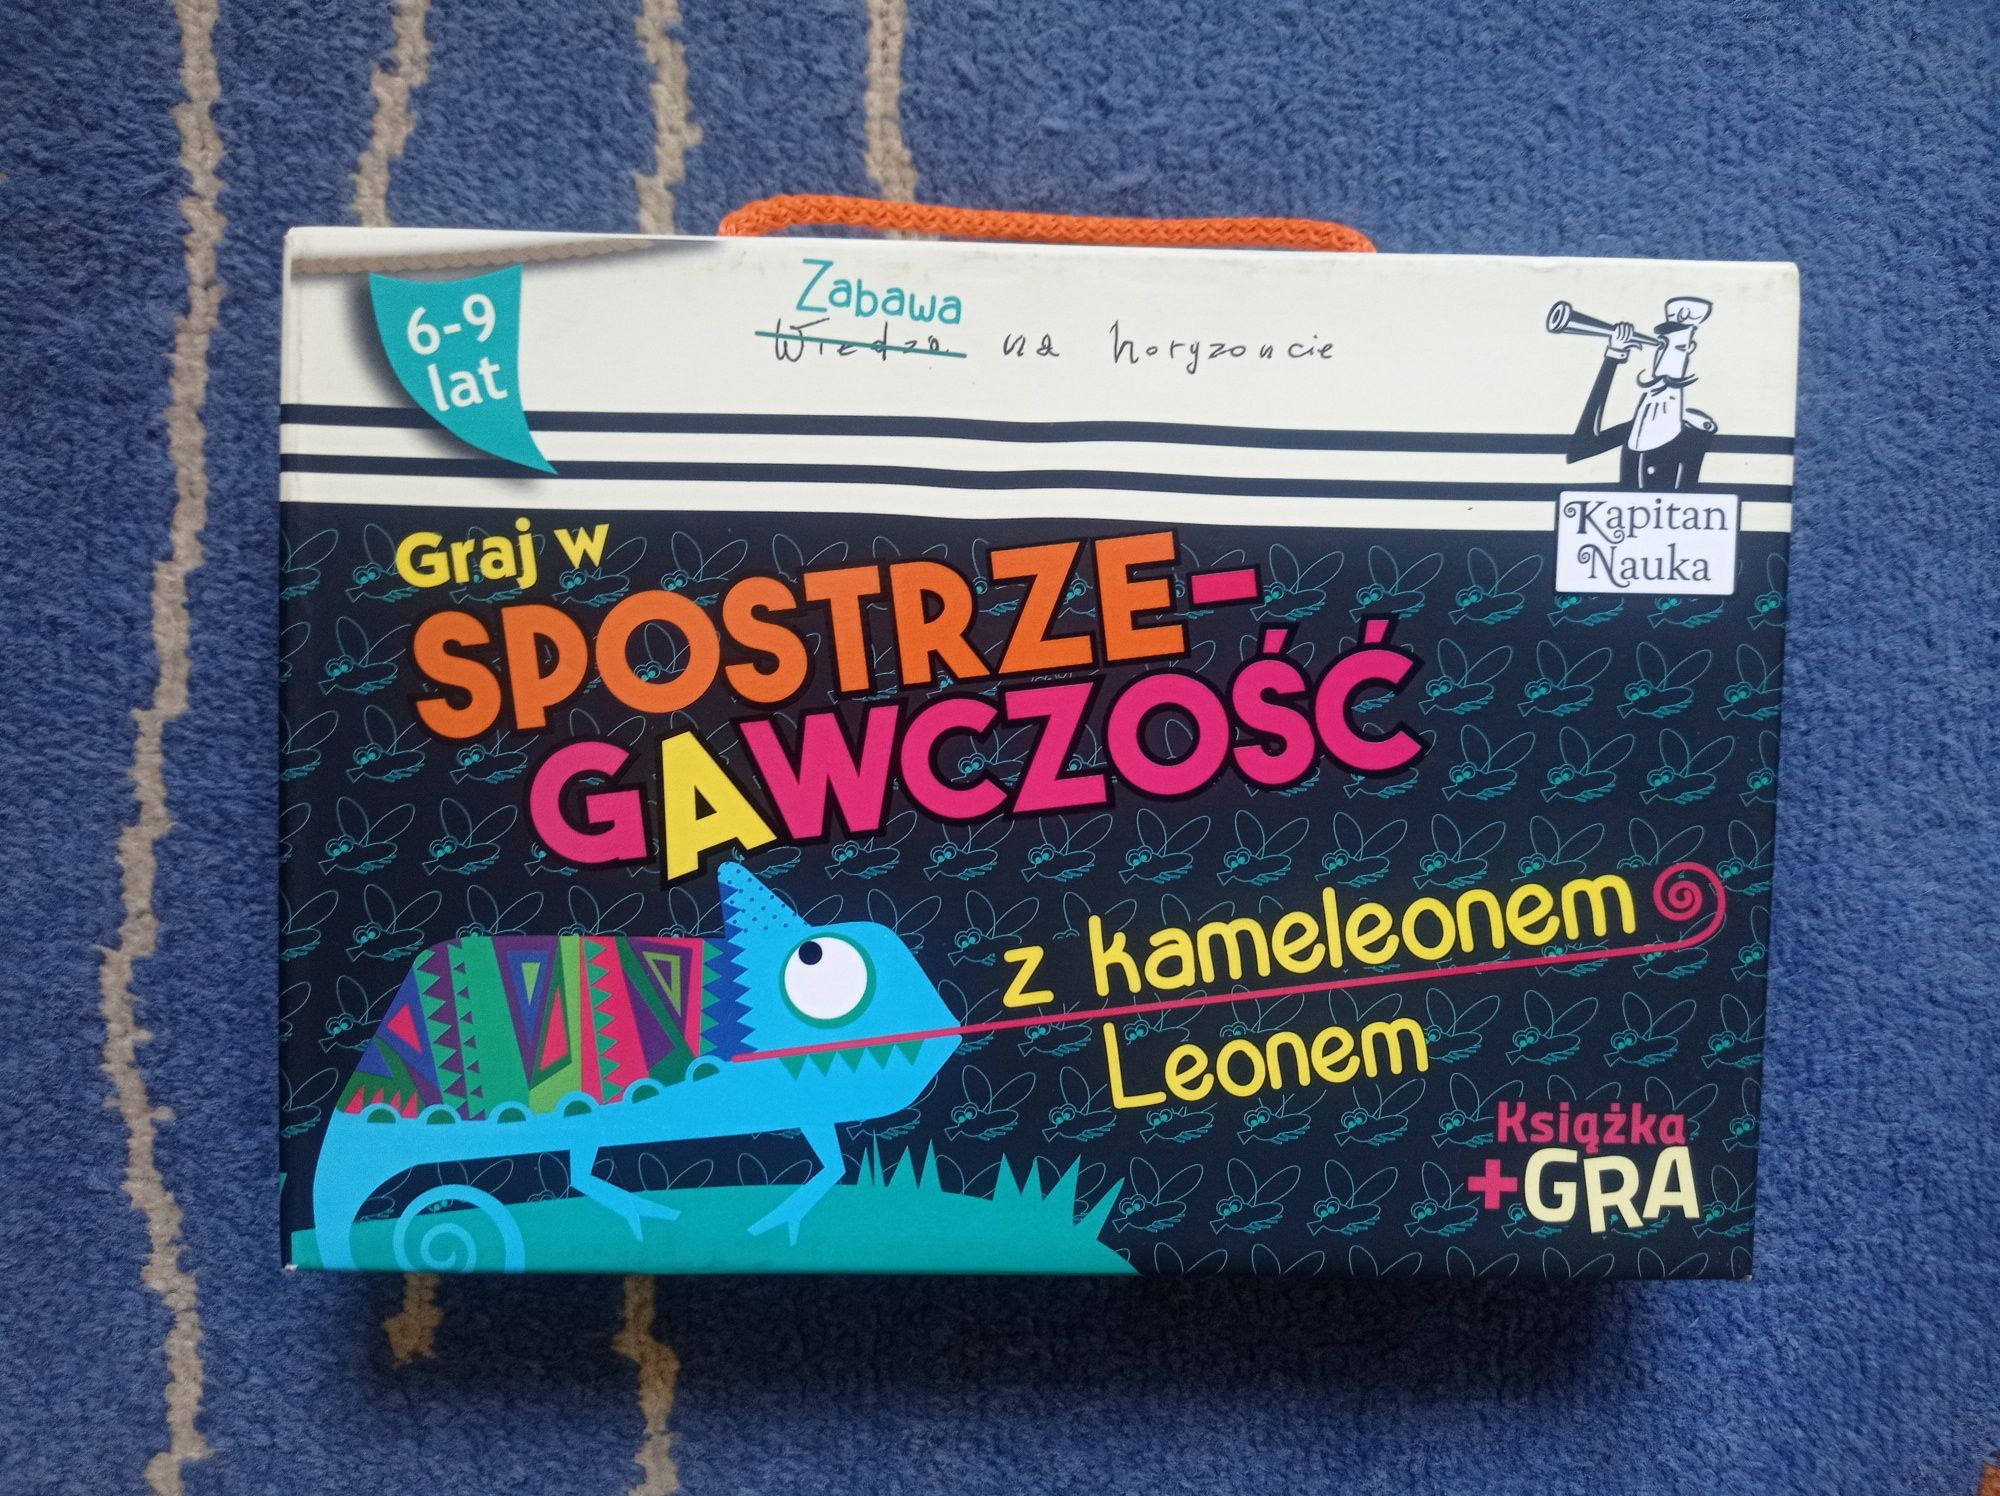 6-9
lat
Zabawa
Wiedza na horyzoncie
Kapitan
Nauka
Graj w
SPOSTRZE-
GAWCZOŚĆ
z kameleonem
Leonem
Książka
+GRA